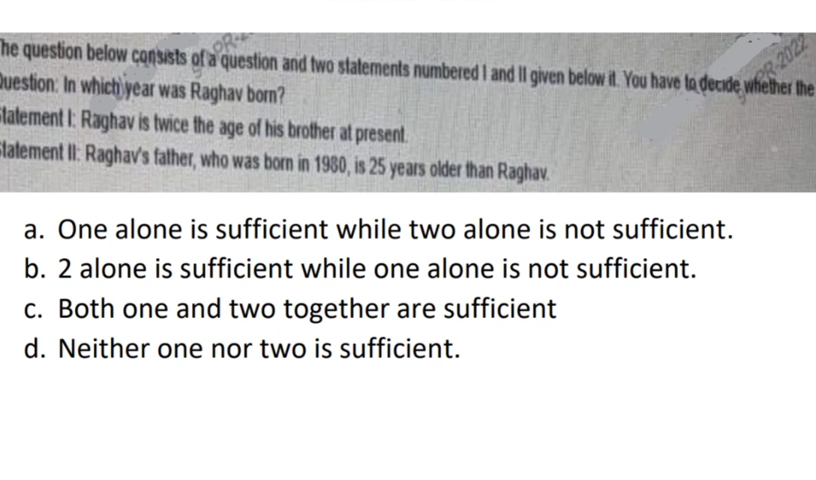 he question below consists of a question and two statements numbered I and II given below it. You have to decide whether the
Question: In which year was Raghav born?
Statement I: Raghav is twice the age of his brother at present.
Statement II: Raghav's father, who was born in 1980, is 25 years older than Raghav.
a. One alone is sufficient while two alone is not sufficient.
b. 2 alone is sufficient while one alone is not sufficient.
c. Both one and two together are sufficient
d. Neither one nor two is sufficient.